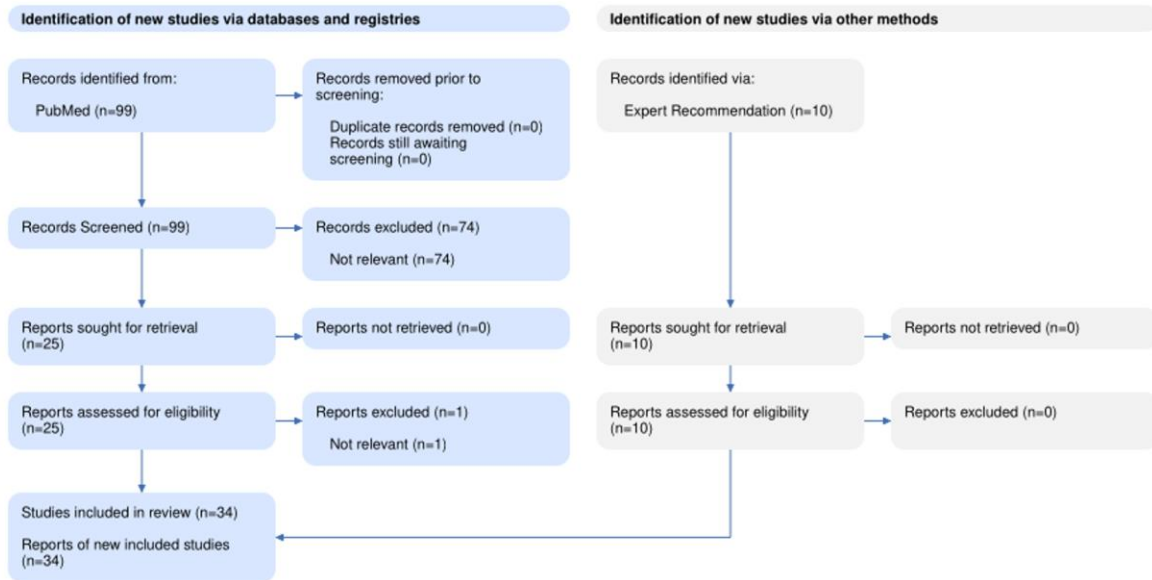 Identification of new studies via databases and registries
Identification of new studies via other methods
Records identified from:
PubMed (n=99)
Records removed prior to
screening:
Duplicate records removed (n=0)
Records still awaiting
screening (n=0)
Records identified via:
Expert Recommendation (n=10)
Records Screened (n=99)
Records excluded (n=74)
Not relevant (n=74)
Reports sought for retrieval
(n=25)
Reports not retrieved (n=0)
Reports sought for retrieval
(n=10)
Reports not retrieved (n=0)
Reports assessed for eligibility
(n=25)
Reports excluded (n=1)
Not relevant (n=1)
Reports assessed for eligibility
(n=10)
Reports excluded (n=0)
Studies included in review (n=34)
Reports of new included studies
(n=34)